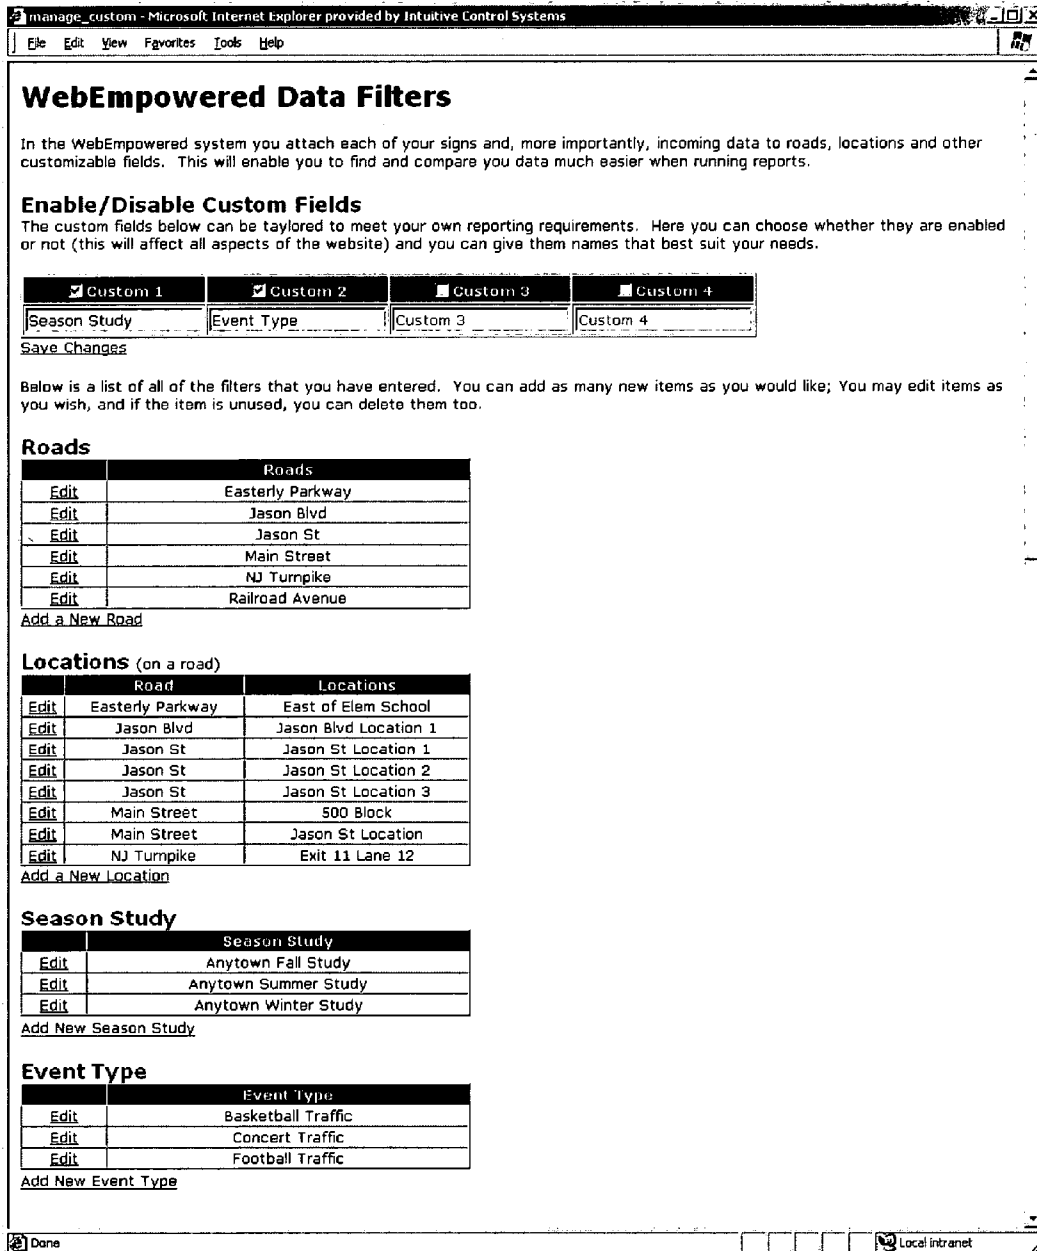 manage_custom - Microsoft Internet Explorer provided by Intuitive Control Systems
File Edit View Favorites Tools Help
WebEmpowered Data Filters
In the WebEmpowered system you attach each of your signs and, more importantly, incoming data to roads, locations and other
customizable fields. This will enable you to find and compare you data much easier when running reports.
Enable/Disable Custom Fields
The custom fields below can be taylored to meet your own reporting requirements. Here you can choose whether they are enabled
or not (this will affect all aspects of the website) and you can give them names that best suit your needs.
Custom 1 Custom 2 Custom 3 Custom 4
Season Study Event Type Custom 3 Custom 4
Save Changes
Below is a list of all of the filters that you have entered. You can add as many new items as you would like; You may edit items as
you wish, and if the item is unused, you can delete them too.
Roads
Roads
Edit Easterly Parkway
Edit Jason Blvd
Edit Jason St
Edit Main Street
Edit NJ Turnpike
Edit Railroad Avenue
Add a New Road
Locations (on a road)
Road Locations
Edit Easterly Parkway East of Elem School
Edit Jason Blvd Jason Blvd Location 1
Edit Jason St Jason St Location 1
Edit Jason St Jason St Location 2
Edit Jason St Jason St Location 3
Edit Main Street 500 Block
Edit Main Street Jason St Location
Edit NJ Turnpike Exit 11 Lane 12
Add a New Location
Season Study
Season Study
Edit Anytown Fall Study
Edit Anytown Summer Study
Edit Anytown Winter Study
Add New Season Study
Event Type
Event Type
Edit Basketball Traffic
Edit Concert Traffic
Edit Football Traffic
Add New Event Type
Done Local intranet